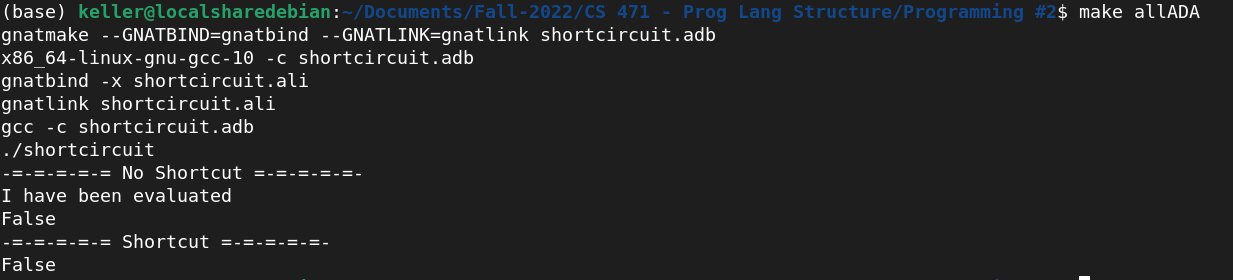 (base) keller@localsharedebian:~/Documents/Fall-2022/CS 471 - Prog Lang Structure/Programming #2$ make allADA
gnatmake --GNATBIND=gnatbind --GNATLINK=gnatlink shortcircuit.adb
x86_64-linux-gnu-gcc-10 -c shortcircuit.adb
gnatbind -x shortcircuit.ali
gnatlink shortcircuit.ali
gcc -c shortcircuit.adb
./shortcircuit
-=-=-=-=-= No Shortcut =-=-=-=-=-
I have been evaluated
False
-=-=-=-=-= Shortcut =-=-=-=-=-
False